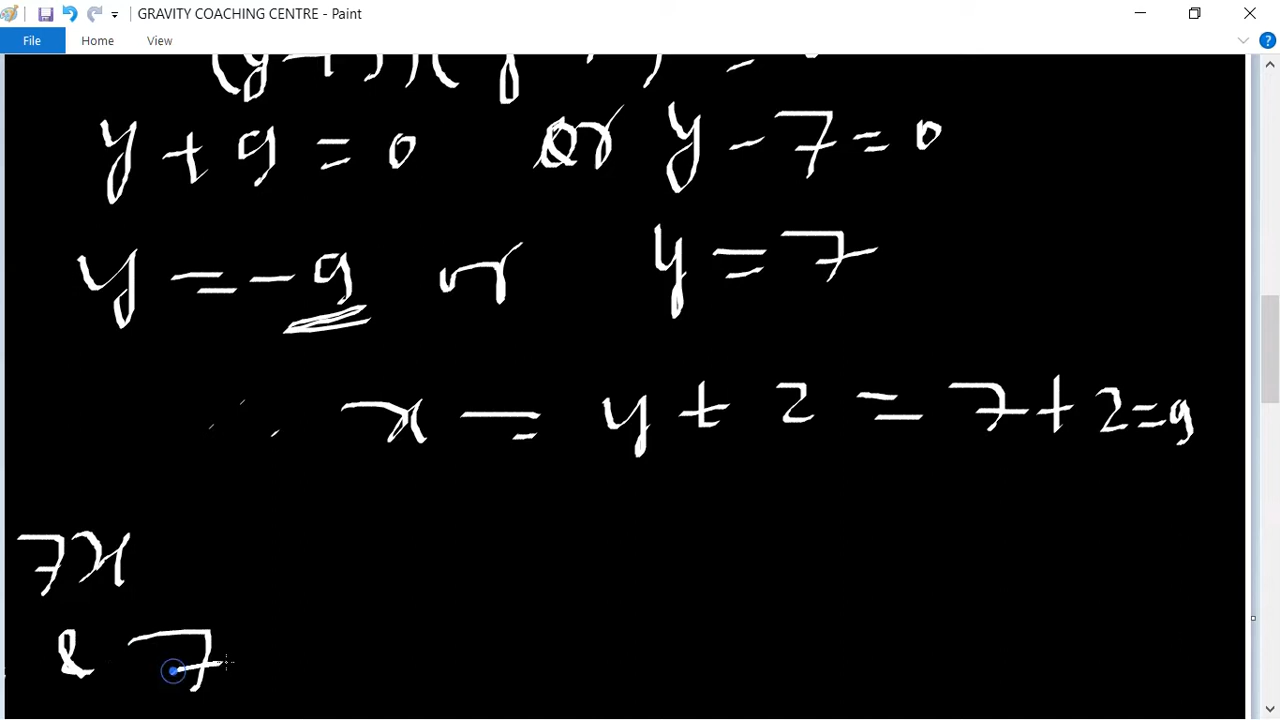 GRAVITY COACHING CENTRE - Paint
File Home View
y + 9 = 0 or y - 7 = 0
y = - 9 or y = 7
∴ x = y + 2 = 7 + 2 = 9
7x
& 7